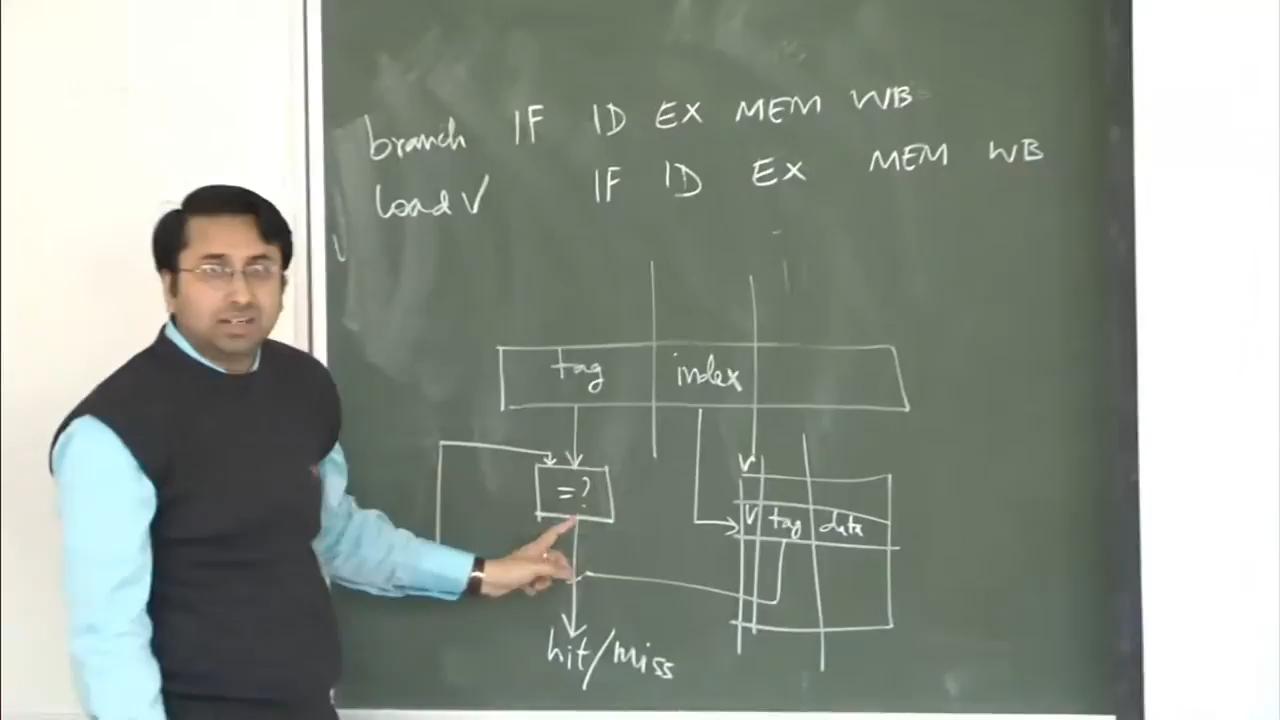 branch IF ID EX MEM WB
load V IF ID EX MEM WB
tag index
=?
V
V tag data
hit/miss